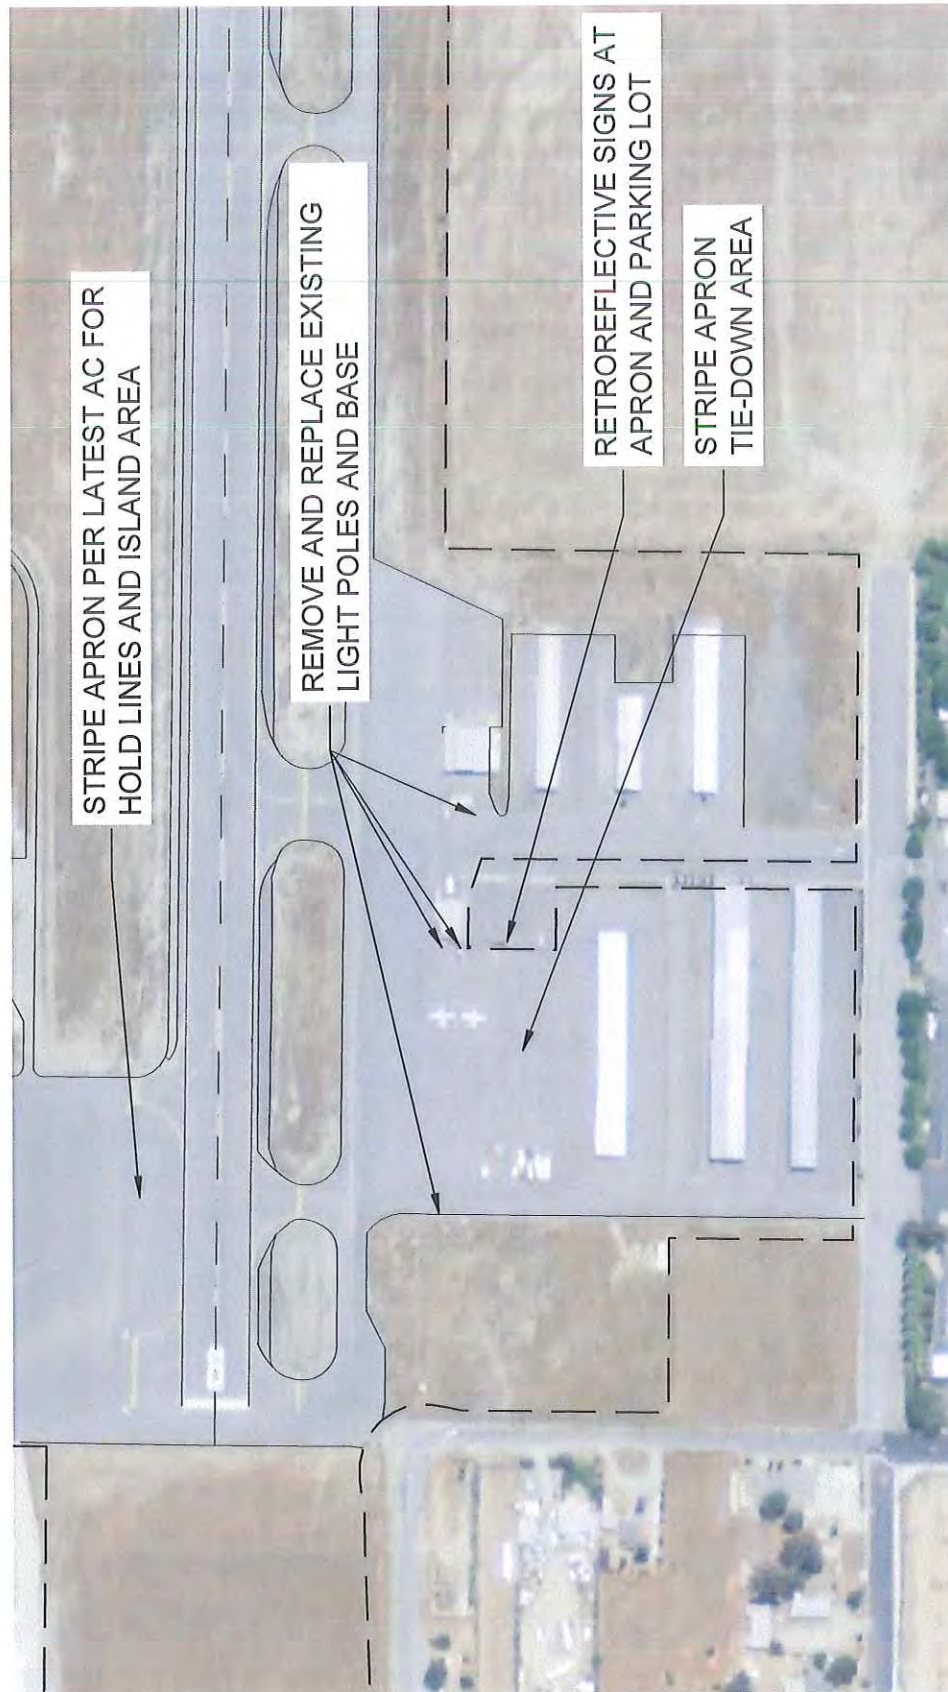 STRIPE APRON PER LATEST AC FOR
HOLD LINES AND ISLAND AREA
REMOVE AND REPLACE EXISTING
LIGHT POLES AND BASE
RETROREFLECTIVE SIGNS AT
APRON AND PARKING LOT
STRIPE APRON
TIE-DOWN AREA